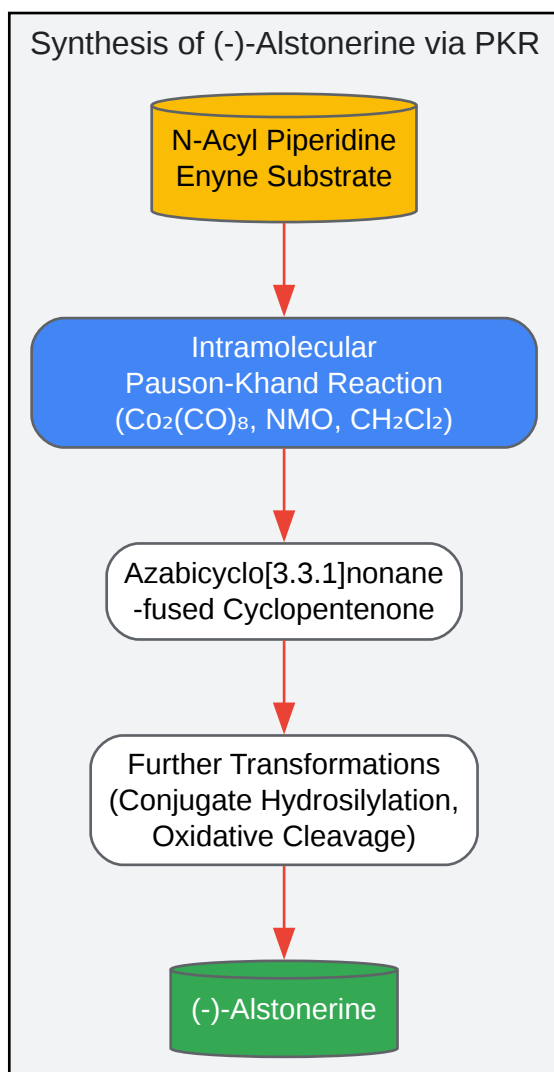 Synthesis of (-)-Alstonerine via PKR
N-Acyl Piperidine
Enyne Substrate
Intramolecular
Pauson-Khand Reaction
(Co₂(CO)₈, NMO, CH₂Cl₂)
Azabicyclo[3.3.1]nonane
-fused Cyclopentenone
Further Transformations
(Conjugate Hydrosilylation,
Oxidative Cleavage)
(-)-Alstonerine